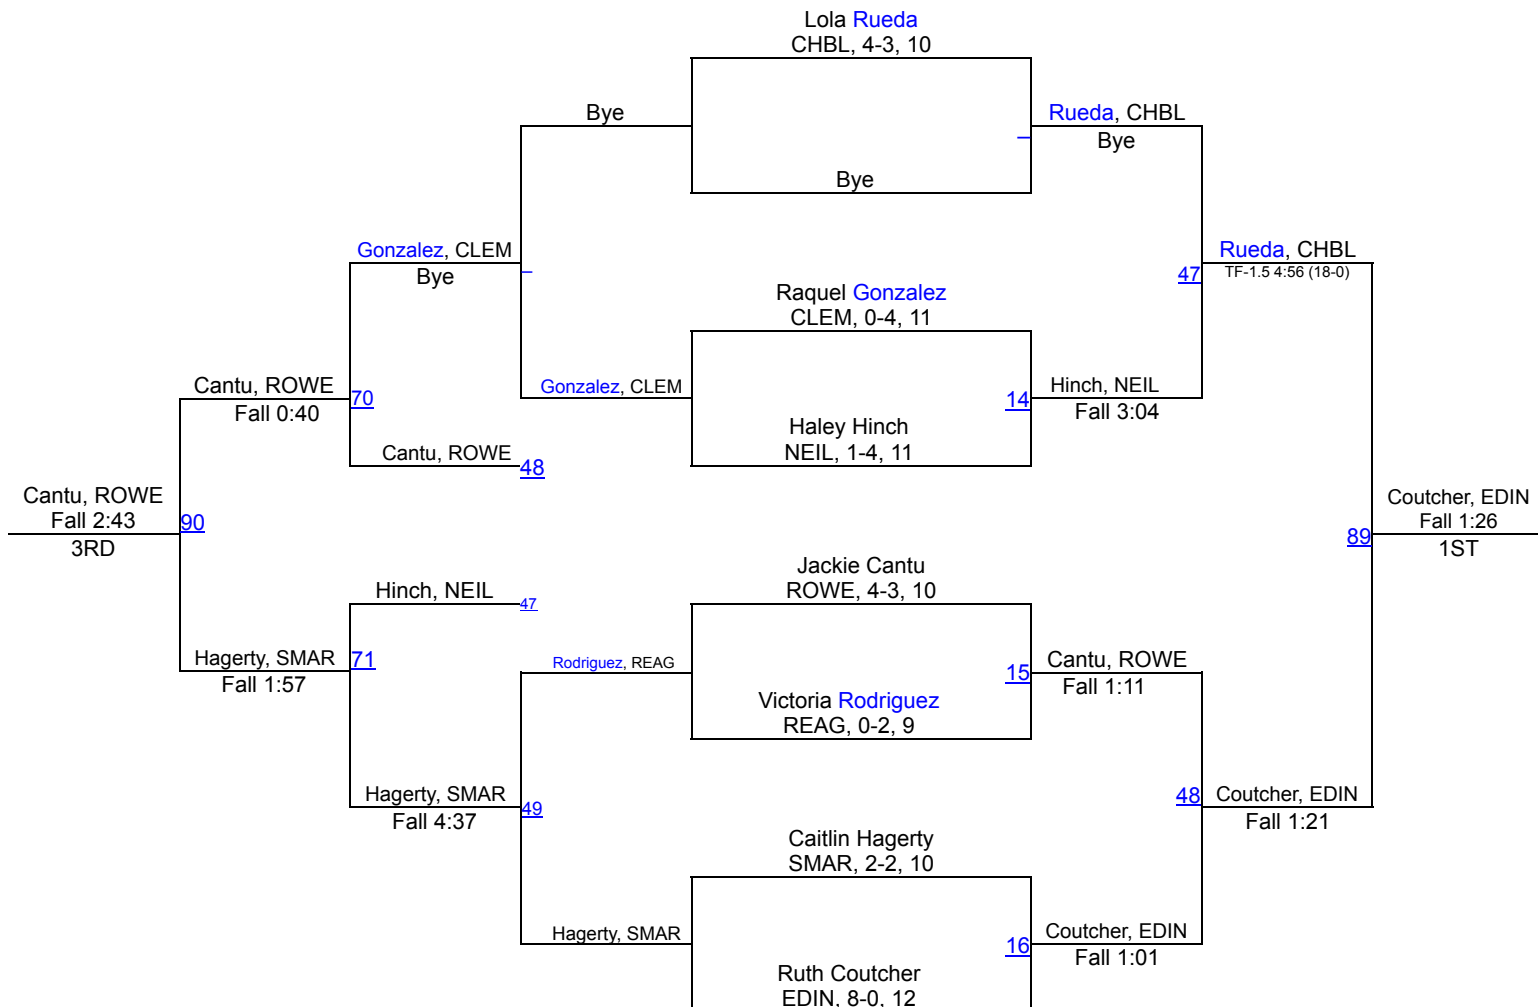 Lola Rueda
CHBL, 4-3, 10
Bye
Rueda, CHBL
Bye
–
Bye
Gonzalez, CLEM
Bye
–
Rueda, CHBL
TF-1.5 4:56 (18-0)
47
Raquel Gonzalez
CLEM, 0-4, 11
Cantu, ROWE
Fall 0:40
70
Gonzalez, CLEM
14
Hinch, NEIL
Fall 3:04
Haley Hinch
NEIL, 1-4, 11
Cantu, ROWE
48
Cantu, ROWE
Fall 2:43
3RD
90
Coutcher, EDIN
Fall 1:26
1ST
89
Jackie Cantu
ROWE, 4-3, 10
Hinch, NEIL
47
Hagerty, SMAR
Fall 1:57
71
Rodriguez, REAG
15
Cantu, ROWE
Fall 1:11
Victoria Rodriguez
REAG, 0-2, 9
Hagerty, SMAR
Fall 4:37
49
48
Coutcher, EDIN
Fall 1:21
Caitlin Hagerty
SMAR, 2-2, 10
Hagerty, SMAR
16
Coutcher, EDIN
Fall 1:01
Ruth Coutcher
EDIN, 8-0, 12